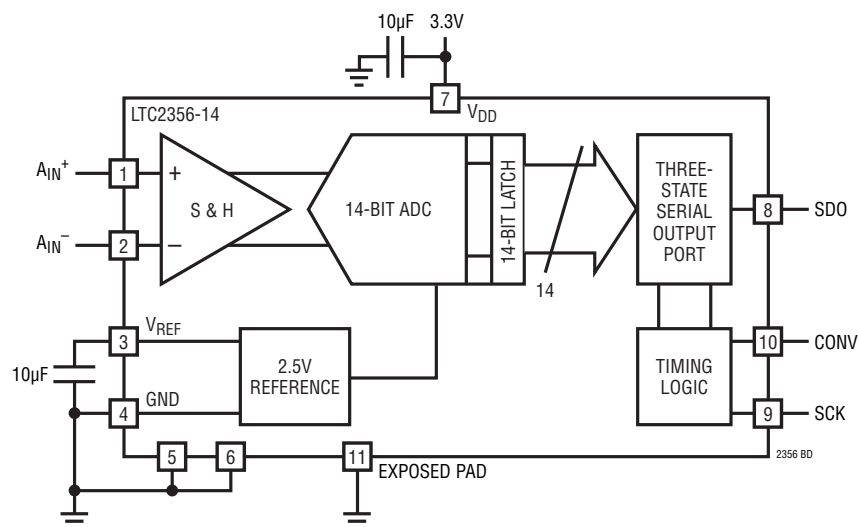 10µF 3.3V
7
LTC2356-14
VDD
AIN+
1
+
S & H
14-BIT ADC
14-BIT LATCH
THREE-
STATE
SERIAL
OUTPUT
PORT
8
SDO
AIN–
2
–
14
3
VREF
10µF
2.5V
REFERENCE
TIMING
LOGIC
10
CONV
4
GND
9
SCK
5
6
11
EXPOSED PAD
2356 BD